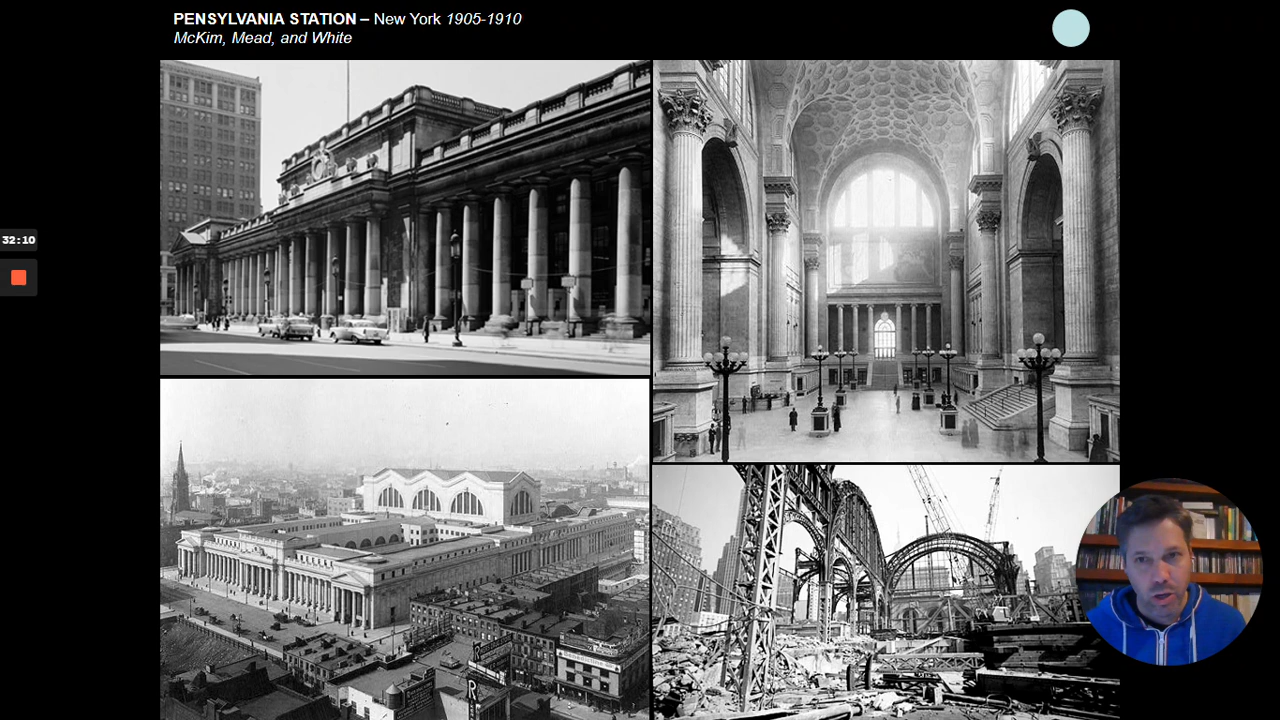 PENSYLVANIA STATION – New York 1905-1910
McKim, Mead, and White
32:10